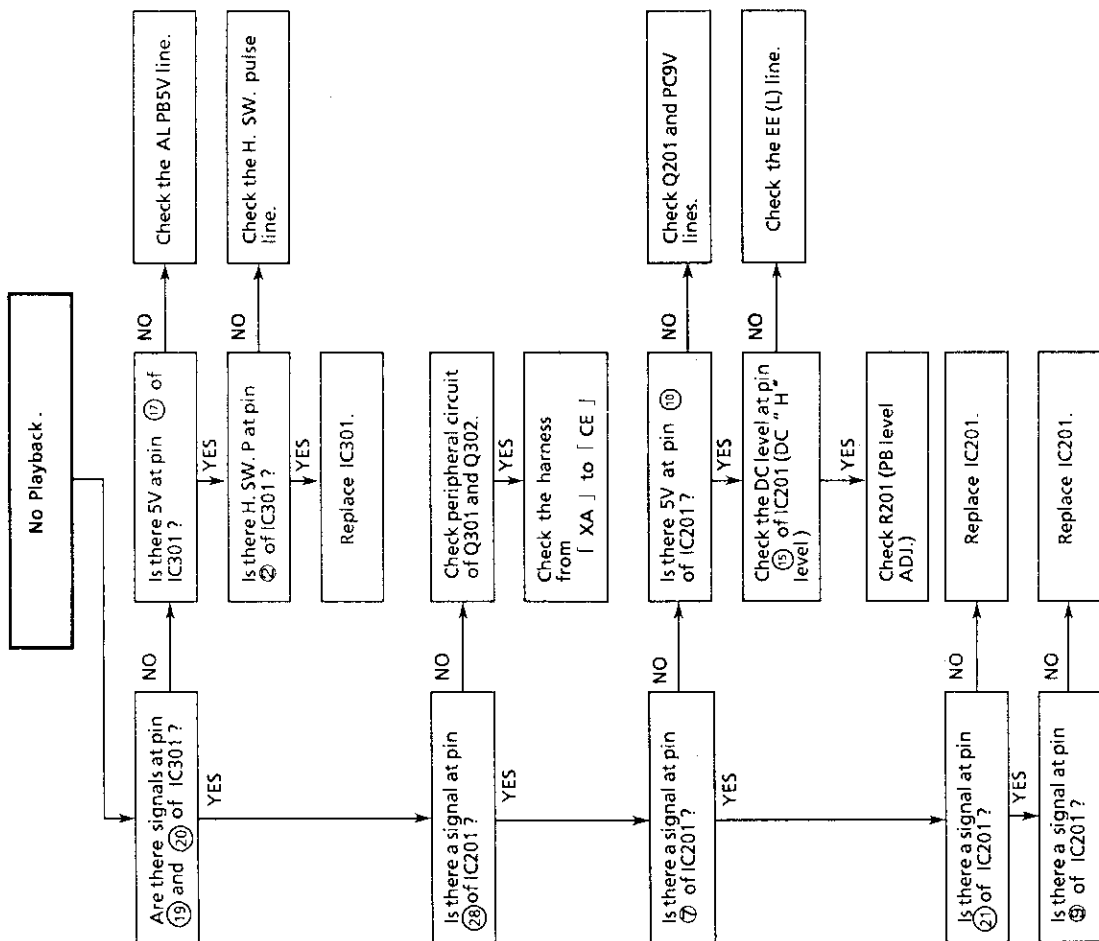 No Playback.
Are there signals at pin
⑲ and ⑳ of IC301?
NO
YES
Is there 5V at pin ⑰ of
IC301?
NO
YES
Check the AL PB5V line.
Is there H. SW. P at pin
of IC301?
NO
YES
Check the H. SW. pulse
line.
Replace IC301.
Is there a signal at pin
㉘ of IC201?
NO
YES
Check peripheral circuit
of Q301 and Q302.
YES
Check the harness
from
「 XA 」 to 「 CE 」
Is there a signal at pin
⑦ of IC201?
NO
YES
Is there 5V at pin ⑩
of IC201?
NO
YES
Check Q201 and PC9V
lines.
Check the DC level at pin
⑮ of IC201 (DC "H"
level)
NO
YES
Check the EE (L) line.
Check R201 (PB level
ADJ.)
Is there a signal at pin
㉑ of IC201?
NO
YES
Replace IC201.
Is there a signal at pin
⑨ of IC201?
NO
Replace IC201.